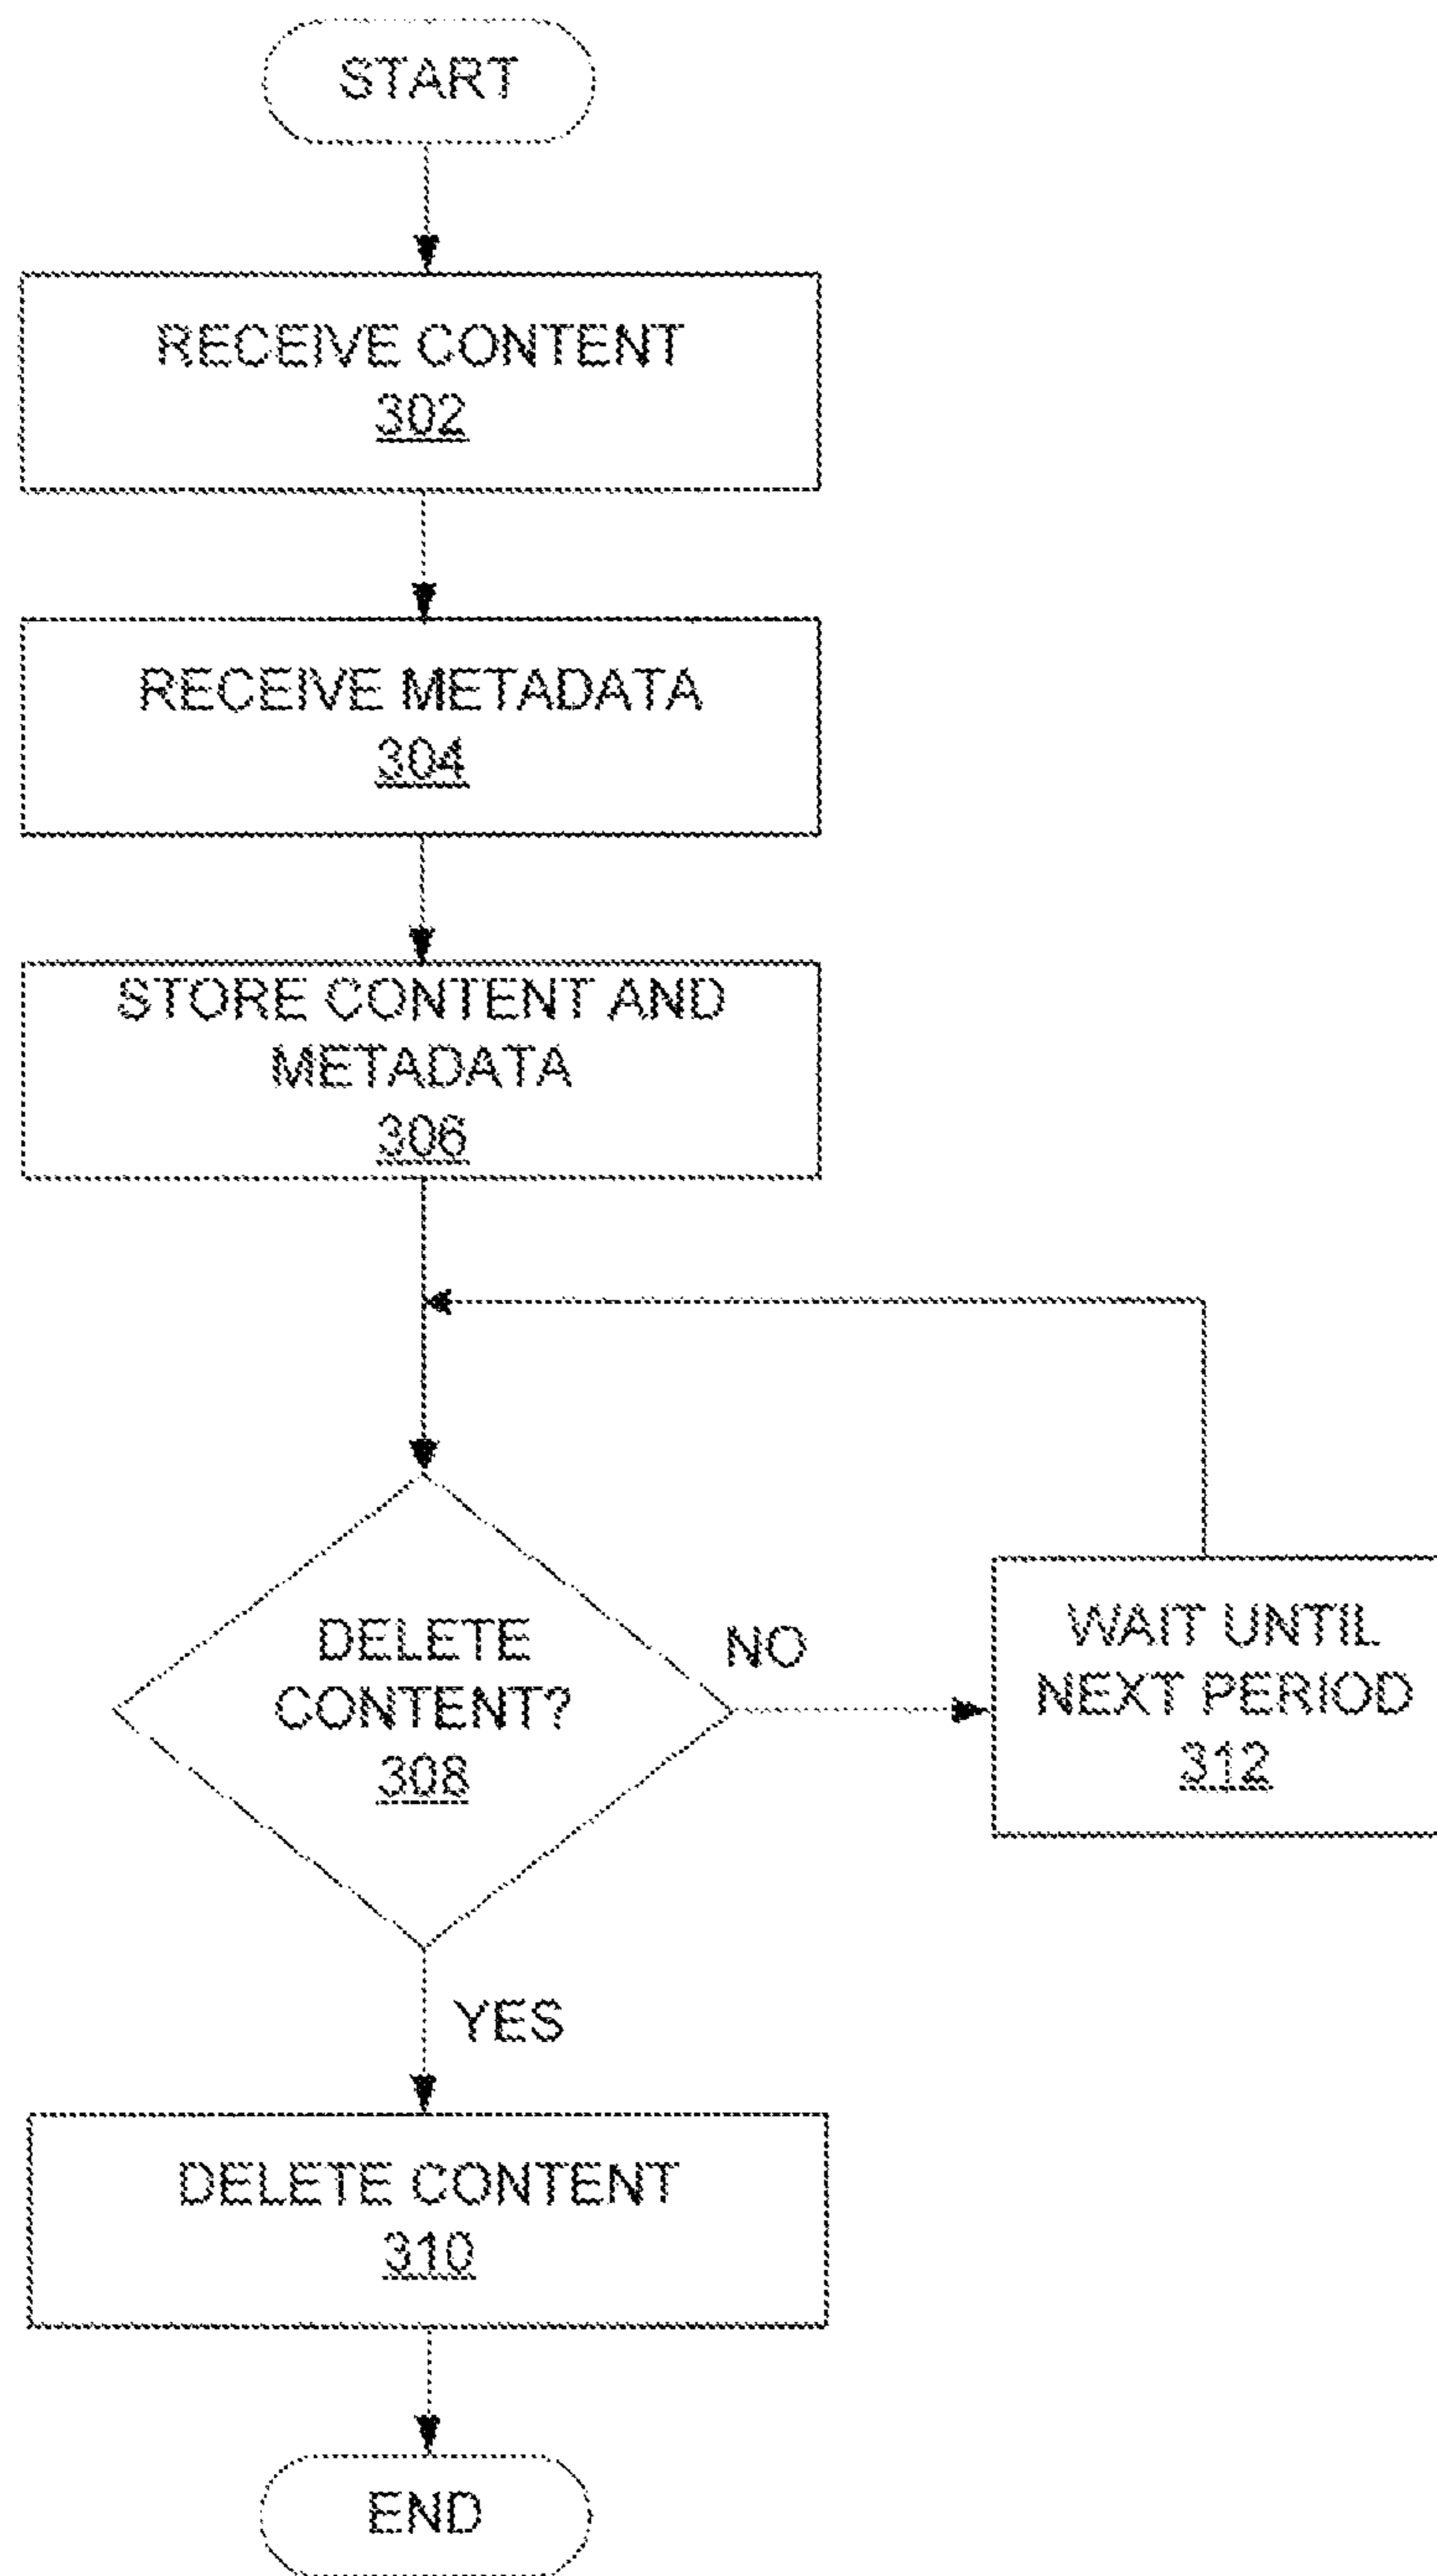 START
RECEIVE CONTENT
302
RECEIVE METADATA
304
STORE CONTENT AND
METADATA
306
DELETE
CONTENT?
308
NO
WAIT UNTIL
NEXT PERIOD
312
YES
DELETE CONTENT
310
END